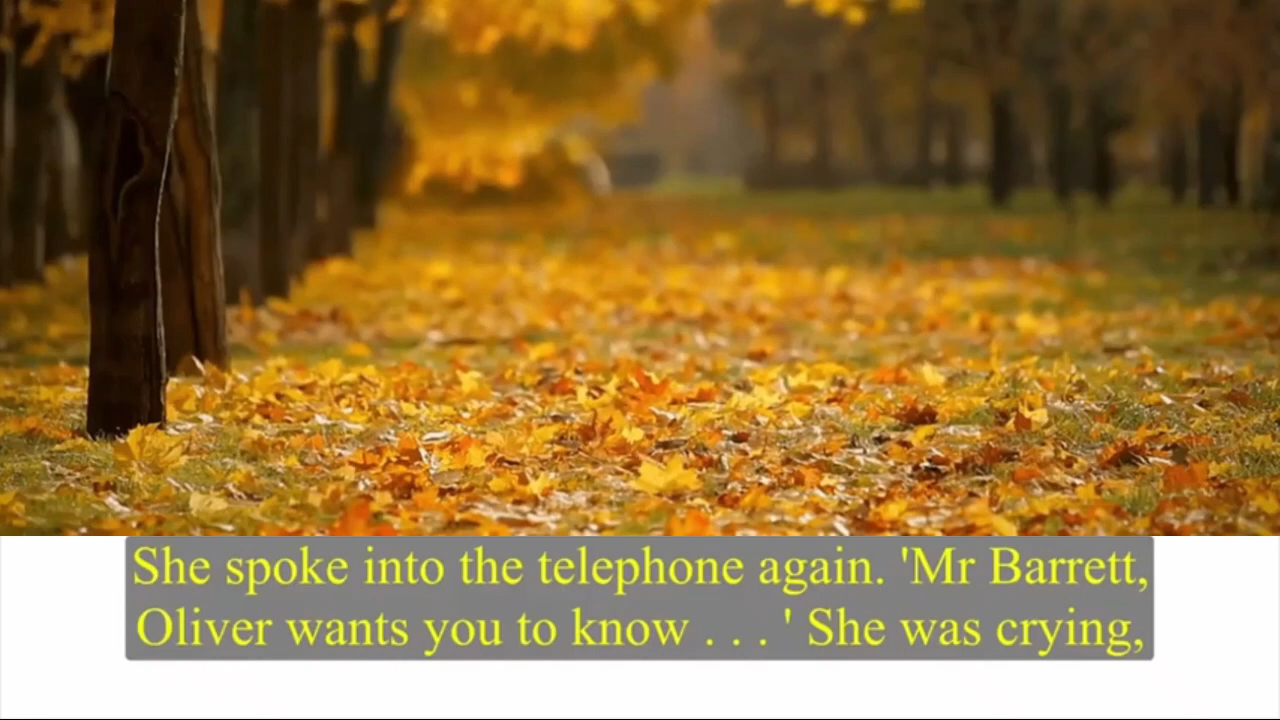 She spoke into the telephone again. 'Mr Barrett,
Oliver wants you to know . . . ' She was crying,